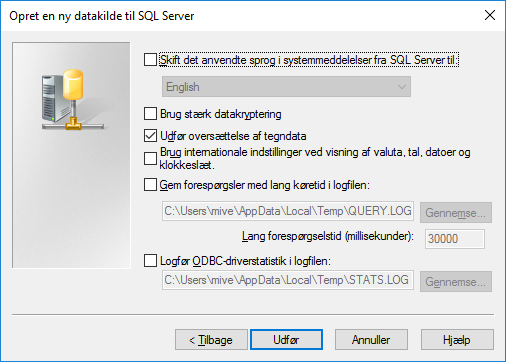 Opret en ny datakilde til SQL Server
Skift det anvendte sprog i systemmeddelelser fra SQL Server til:
English
Brug stærk datakryptering
Udfør oversættelse af tegndata
Brug internationale indstillinger ved visning af valuta, tal, datoer og
klokkeslæt.
Gem forespørgsler med lang køretid i logfilen:
C:\Users\mive\AppData\Local\Temp\QUERY.LOG
Gennemse...
Lang forespørgselstid (millisekunder):
30000
Logfør ODBC-driverstatistik i logfilen:
C:\Users\mive\AppData\Local\Temp\STATS.LOG
Gennemse...
< Tilbage
Udfør
Annuller
Hjælp